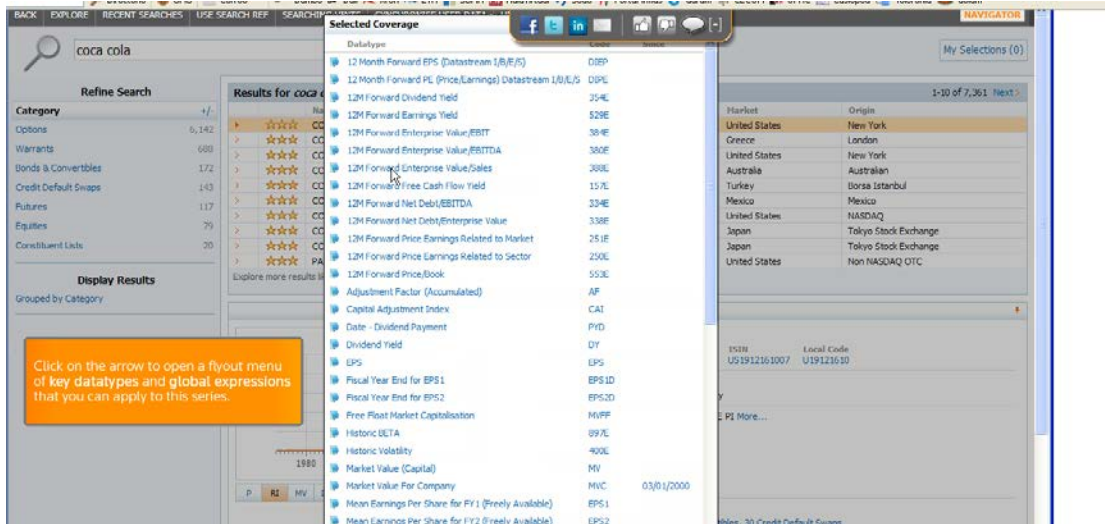 BACK EXPLORE RECENT SEARCHES USE SEARCH REF
NAVIGATOR
coca cola
My Selections (0)
Refine Search
Category +/-
Options 6,142
Warrants 688
Bonds & Convertibles 172
Credit Default Swaps 143
Futures 117
Equities 79
Constituent Lists 20
Display Results
Grouped by Category
Click on the arrow to open a flyout menu
of key datatypes and global expressions
that you can apply to this series.
Results for coca
Explore more results
1980
P RI MV
Selected Coverage
Datatype Code Since
12 Month Forward EPS (Datastream I/B/E/S) DIEP
12 Month Forward PE (Price/Earnings) Datastream I/B/E/S DIPE
12M Forward Dividend Yield 354E
12M Forward Earnings Yield 529E
12M Forward Enterprise Value/EBIT 384E
12M Forward Enterprise Value/EBITDA 380E
12M Forward Enterprise Value/Sales 388E
12M Forward Free Cash Flow Yield 157E
12M Forward Net Debt/EBITDA 334E
12M Forward Net Debt/Enterprise Value 338E
12M Forward Price Earnings Related to Market 251E
12M Forward Price Earnings Related to Sector 250E
12M Forward Price/Book 553E
Adjustment Factor (Accumulated) AF
Capital Adjustment Index CAI
Date - Dividend Payment PYD
Dividend Yield DY
EPS EPS
Fiscal Year End for EPS1 EPS1D
Fiscal Year End for EPS2 EPS2D
Free Float Market Capitalisation MVFF
Historic BETA 897E
Historic Volatility 400E
Market Value (Capital) MV
Market Value For Company MVC 03/01/2000
Mean Earnings Per Share for FY1 (Freely Available) EPS1
Mean Earnings Per Share for FY2 (Freely Available) EPS2
1-10 of 7,361 Next >
Market Origin
United States New York
Greece London
United States New York
Australia Australian
Turkey Borsa Istanbul
Mexico Mexico
United States NASDAQ
Japan Tokyo Stock Exchange
Japan Tokyo Stock Exchange
United States Non NASDAQ OTC
ISIN Local Code
US1912161007 U19121610
E PI More...
30 Credit Default Swaps